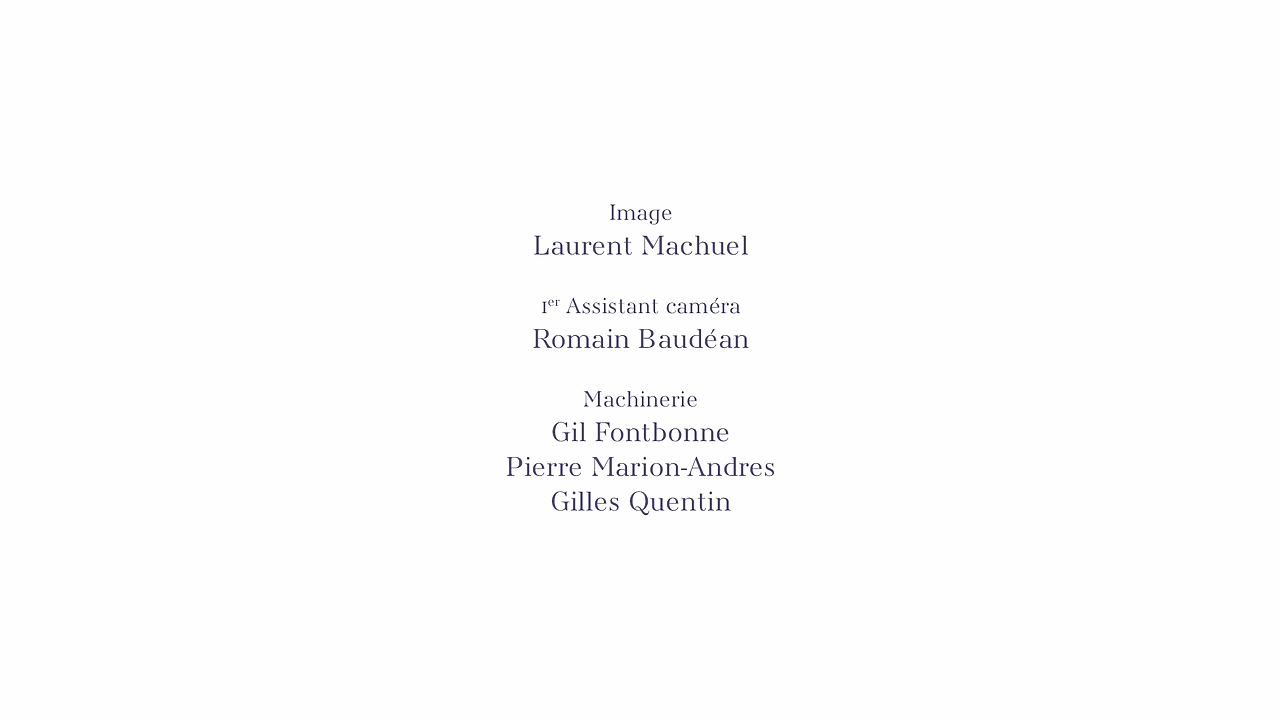 Image
Laurent Machuel
1er Assistant caméra
Romain Baudéan
Machinerie
Gil Fontbonne
Pierre Marion-Andres
Gilles Quentin